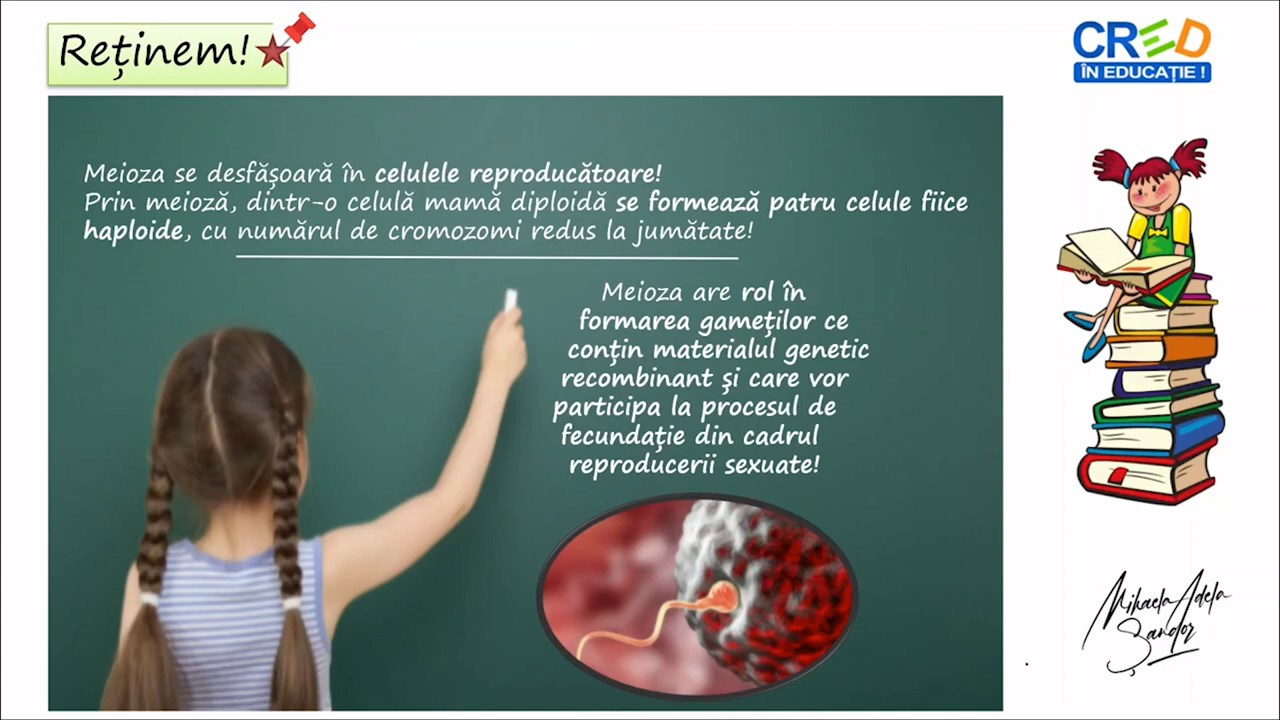 Reținem!
CRED
ÎN EDUCAȚIE !
Meioza se desfășoară în celulele reproducătoare!
Prin meioză, dintr-o celulă mamă diploidă se formează patru celule fiice
haploide, cu numărul de cromozomi redus la jumătate!
Meioza are rol în
formarea gameților ce
conțin materialul genetic
recombinant și care vor
participa la procesul de
fecundație din cadrul
reproducerii sexuate!
Mihaela Adela
Șandor